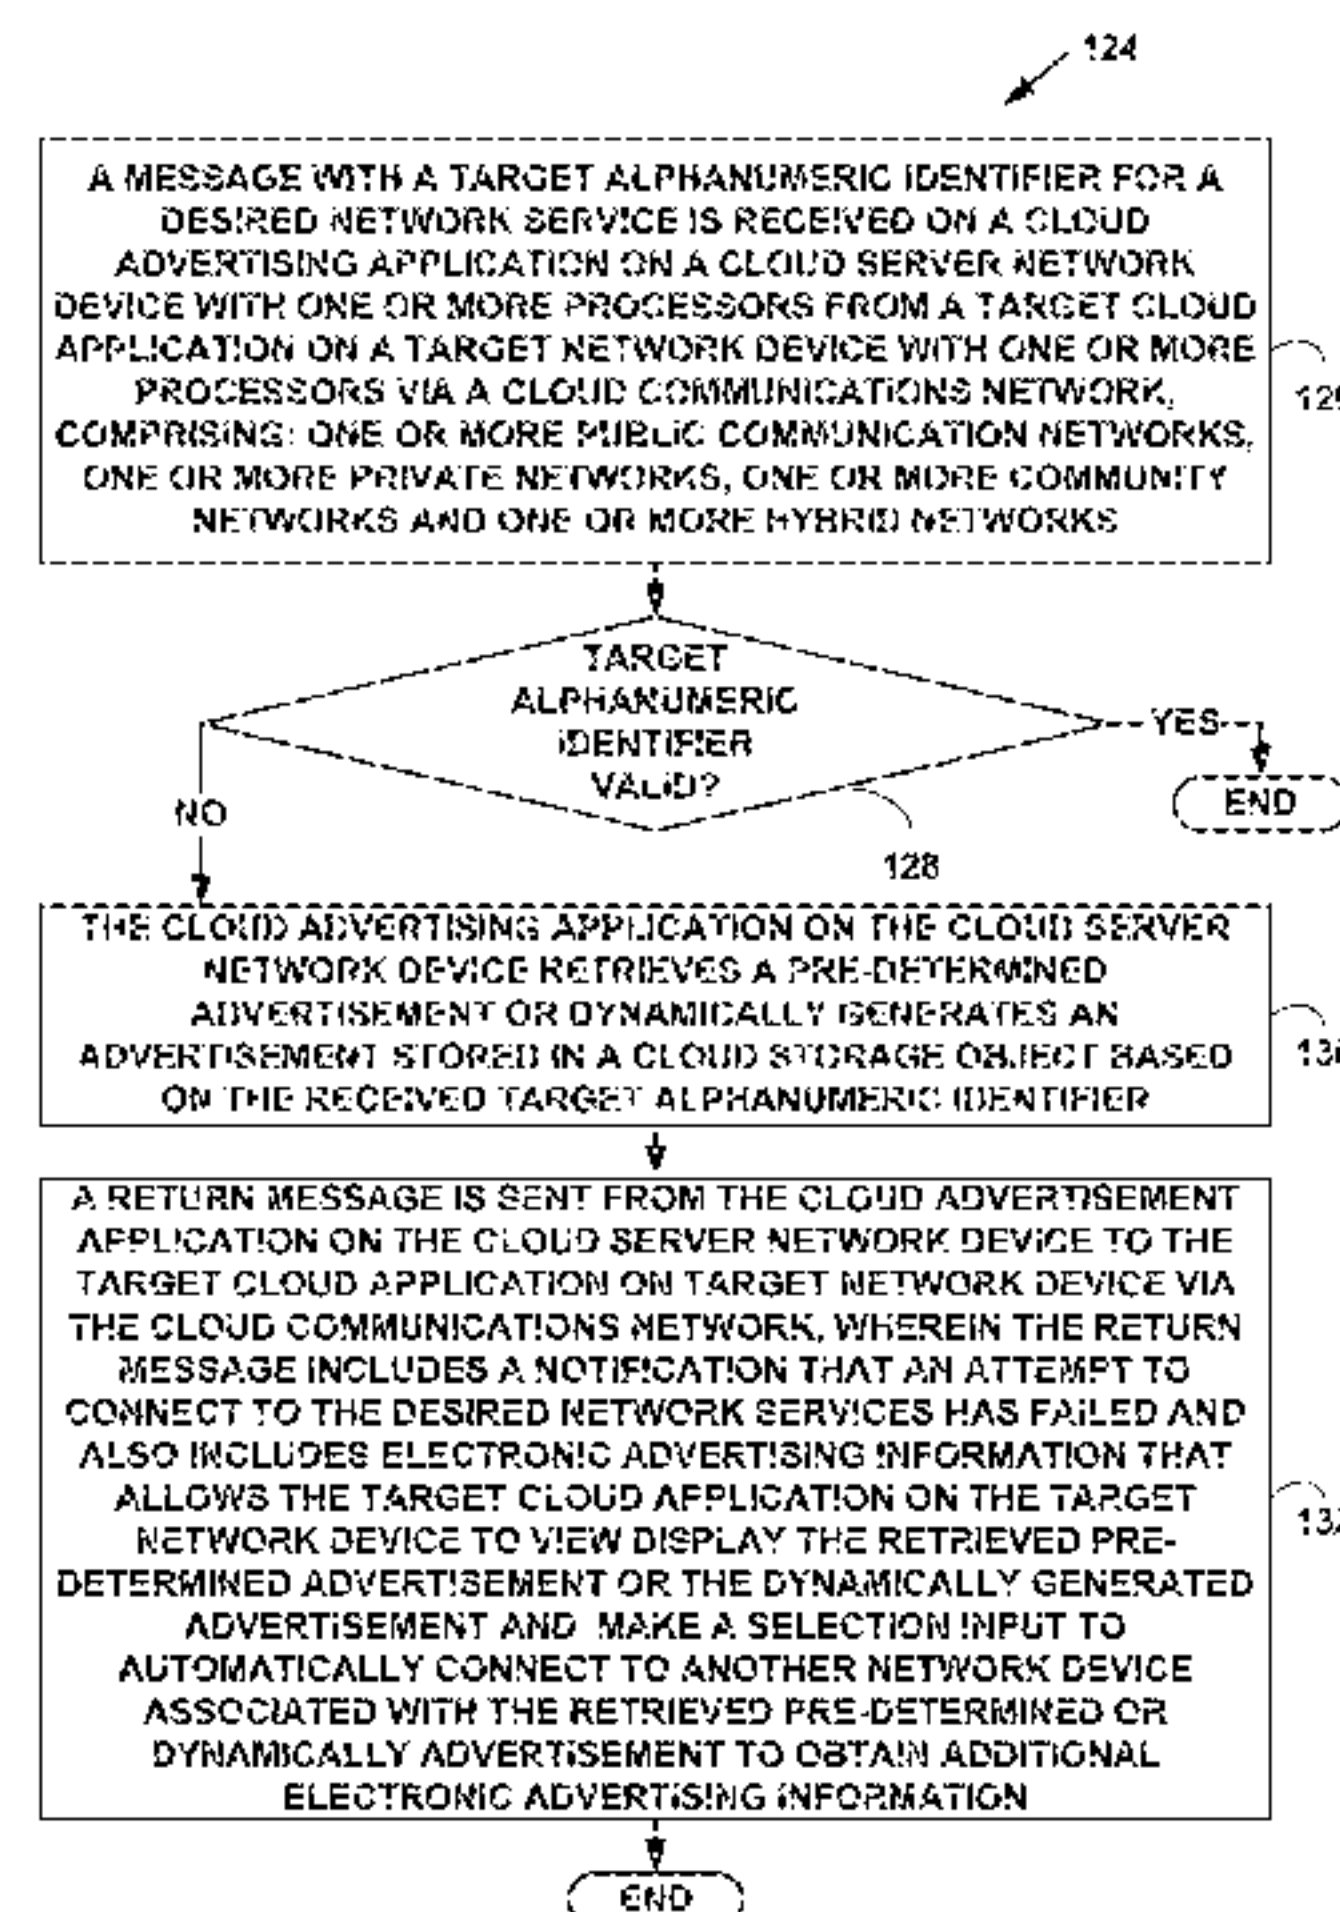 124
A MESSAGE WITH A TARGET ALPHANUMERIC IDENTIFIER FOR A
DESIRED NETWORK SERVICE IS RECEIVED ON A CLOUD
ADVERTISING APPLICATION ON A CLOUD SERVER NETWORK
DEVICE WITH ONE OR MORE PROCESSORS FROM A TARGET CLOUD
APPLICATION ON A TARGET NETWORK DEVICE WITH ONE OR MORE
PROCESSORS VIA A CLOUD COMMUNICATIONS NETWORK,
COMPRISING: ONE OR MORE PUBLIC COMMUNICATION NETWORKS,
ONE OR MORE PRIVATE NETWORKS, ONE OR MORE COMMUNITY
NETWORKS AND ONE OR MORE HYBRID NETWORKS
TARGET
ALPHANUMERIC
IDENTIFIER
VALID?
YES
END
NO
128
THE CLOUD ADVERTISING APPLICATION ON THE CLOUD SERVER
NETWORK DEVICE RETRIEVES A PRE-DETERMINED
ADVERTISEMENT OR DYNAMICALLY GENERATES AN
ADVERTISEMENT STORED IN A CLOUD STORAGE OBJECT BASED
ON THE RECEIVED TARGET ALPHANUMERIC IDENTIFIER
A RETURN MESSAGE IS SENT FROM THE CLOUD ADVERTISEMENT
APPLICATION ON THE CLOUD SERVER NETWORK DEVICE TO THE
TARGET CLOUD APPLICATION ON TARGET NETWORK DEVICE VIA
THE CLOUD COMMUNICATIONS NETWORK, WHEREIN THE RETURN
MESSAGE INCLUDES A NOTIFICATION THAT AN ATTEMPT TO
CONNECT TO THE DESIRED NETWORK SERVICES HAS FAILED AND
ALSO INCLUDES ELECTRONIC ADVERTISING INFORMATION THAT
ALLOWS THE TARGET CLOUD APPLICATION ON THE TARGET
NETWORK DEVICE TO VIEW DISPLAY THE RETRIEVED PRE-
DETERMINED ADVERTISEMENT OR THE DYNAMICALLY GENERATED
ADVERTISEMENT AND MAKE A SELECTION INPUT TO
AUTOMATICALLY CONNECT TO ANOTHER NETWORK DEVICE
ASSOCIATED WITH THE RETRIEVED PRE-DETERMINED OR
DYNAMICALLY ADVERTISEMENT TO OBTAIN ADDITIONAL
ELECTRONIC ADVERTISING INFORMATION
END